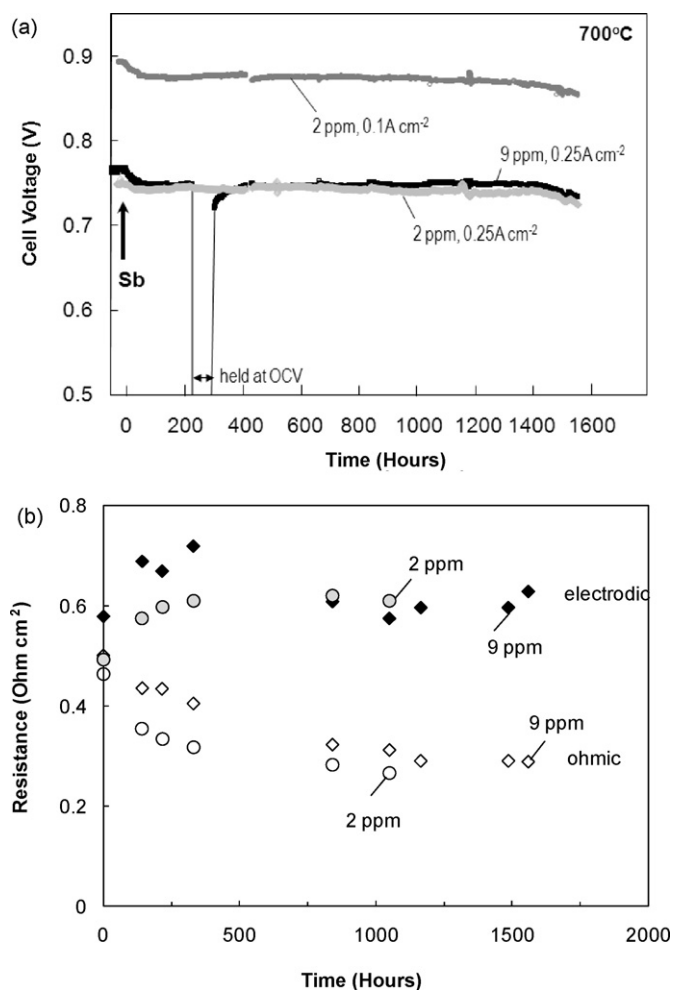 (a)
700°C
0.9
0.8
0.7
0.6
0.5
Cell Voltage (V)
2 ppm, 0.1A cm⁻²
9 ppm, 0.25A cm⁻²
2 ppm, 0.25A cm⁻²
Sb
held at OCV
0 200 400 600 800 1000 1200 1400 1600
Time (Hours)
(b)
0.8
0.6
0.4
0.2
0
Resistance (Ohm cm²)
2 ppm
electrodic
9 ppm
9 ppm
ohmic
2 ppm
0 500 1000 1500 2000
Time (Hours)